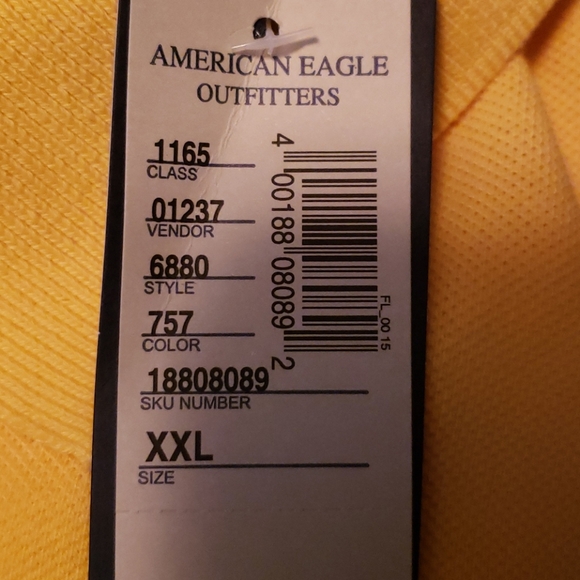 AMERICAN EAGLE
OUTFITTERS
1165
CLASS
01237
VENDOR
6880
STYLE
757
COLOR
18808089
SKU NUMBER
XXL
SIZE
4 00188 08089 2
FL_00 15